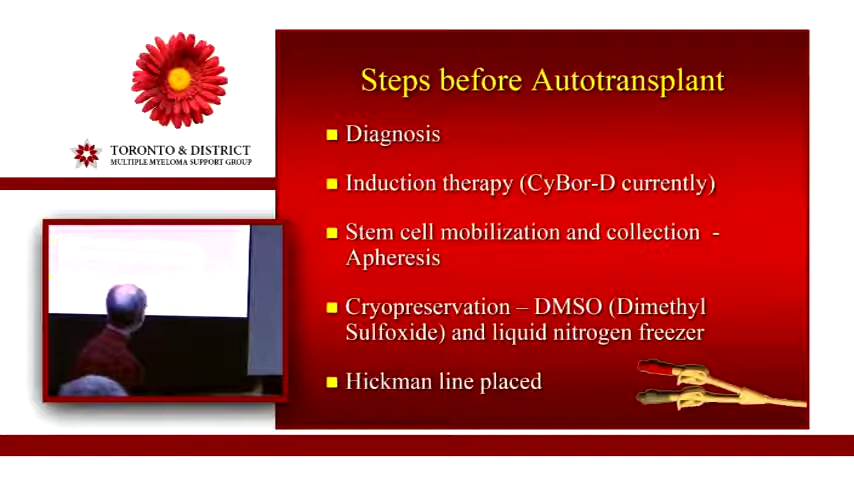 TORONTO & DISTRICT
MULTIPLE MYELOMA SUPPORT GROUP
Steps before Autotransplant
Diagnosis
Induction therapy (CyBor-D currently)
Stem cell mobilization and collection -
Apheresis
Cryopreservation – DMSO (Dimethyl
Sulfoxide) and liquid nitrogen freezer
Hickman line placed